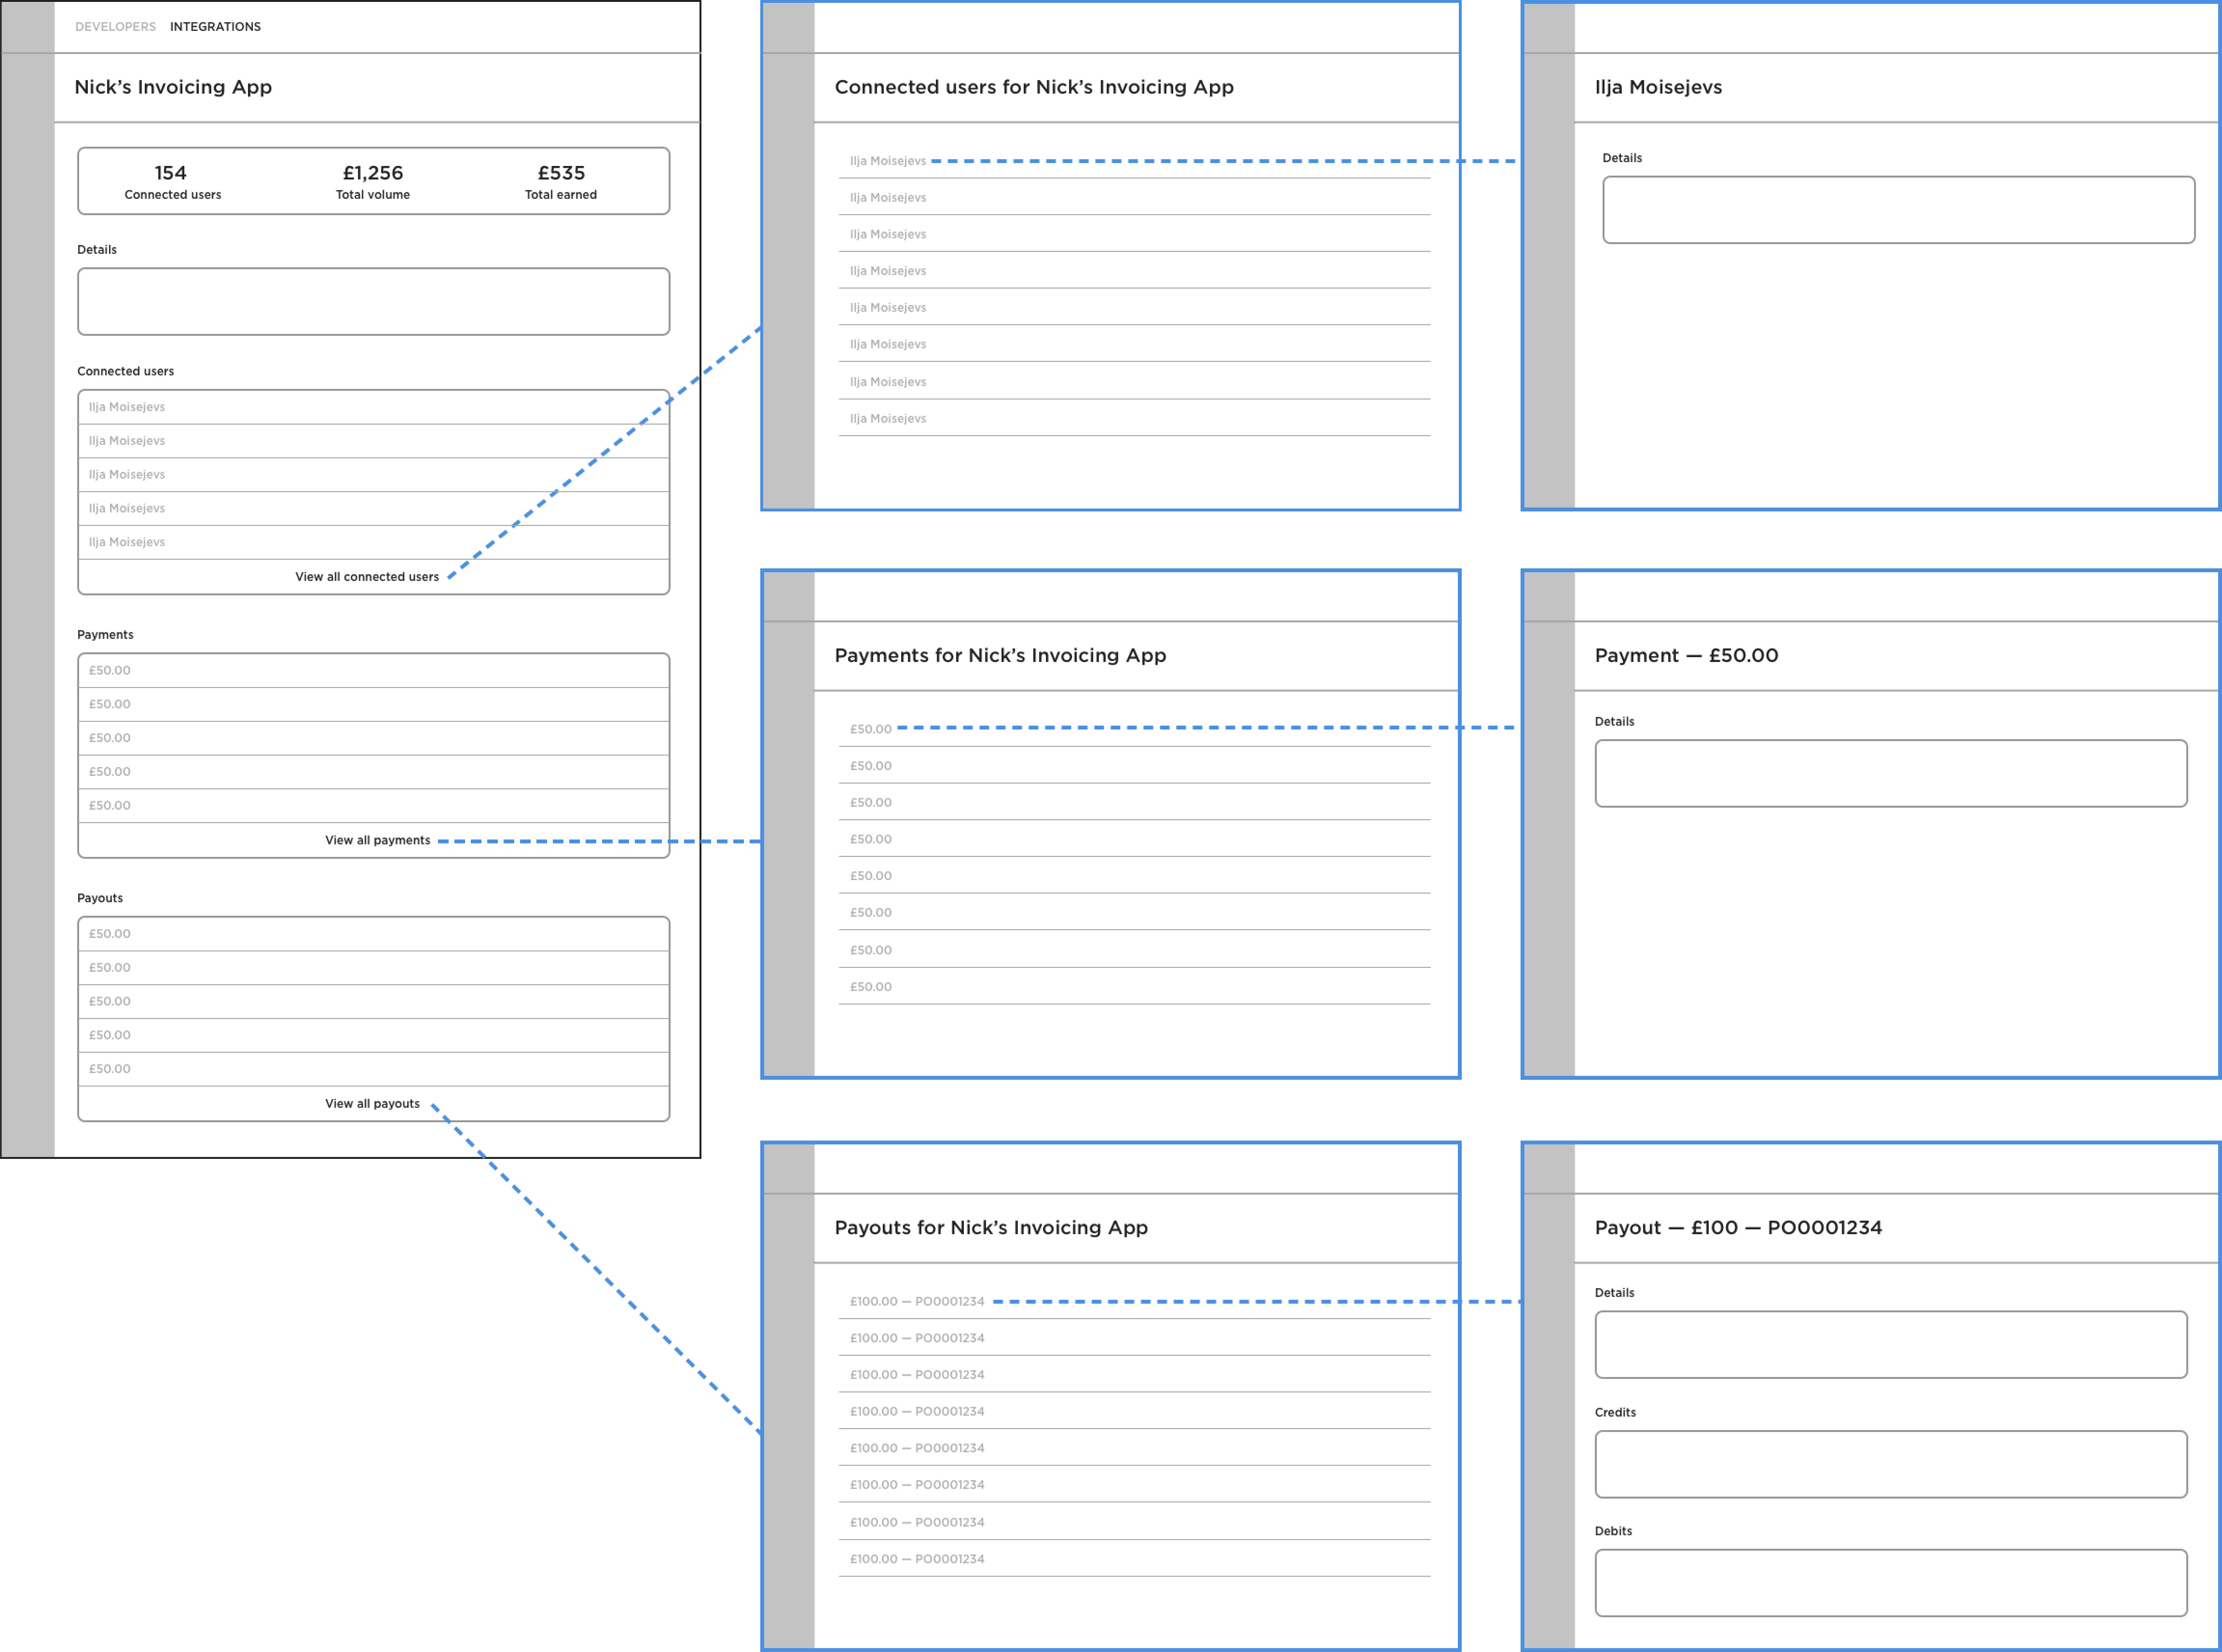 DEVELOPERS INTEGRATIONS
Nick’s Invoicing App
154 £1,256 £535
Connected users Total volume Total earned
Details
Connected users
Ilja Moisejevs
Ilja Moisejevs
Ilja Moisejevs
Ilja Moisejevs
Ilja Moisejevs
View all connected users
Payments
£50.00
£50.00
£50.00
£50.00
£50.00
View all payments
Payouts
£50.00
£50.00
£50.00
£50.00
£50.00
View all payouts
Connected users for Nick’s Invoicing App
Ilja Moisejevs
Ilja Moisejevs
Ilja Moisejevs
Ilja Moisejevs
Ilja Moisejevs
Ilja Moisejevs
Ilja Moisejevs
Ilja Moisejevs
Ilja Moisejevs
Details
Payments for Nick’s Invoicing App
£50.00
£50.00
£50.00
£50.00
£50.00
£50.00
£50.00
£50.00
Payment — £50.00
Details
Payouts for Nick’s Invoicing App
£100.00 — PO0001234
£100.00 — PO0001234
£100.00 — PO0001234
£100.00 — PO0001234
£100.00 — PO0001234
£100.00 — PO0001234
£100.00 — PO0001234
£100.00 — PO0001234
Payout — £100 — PO0001234
Details
Credits
Debits